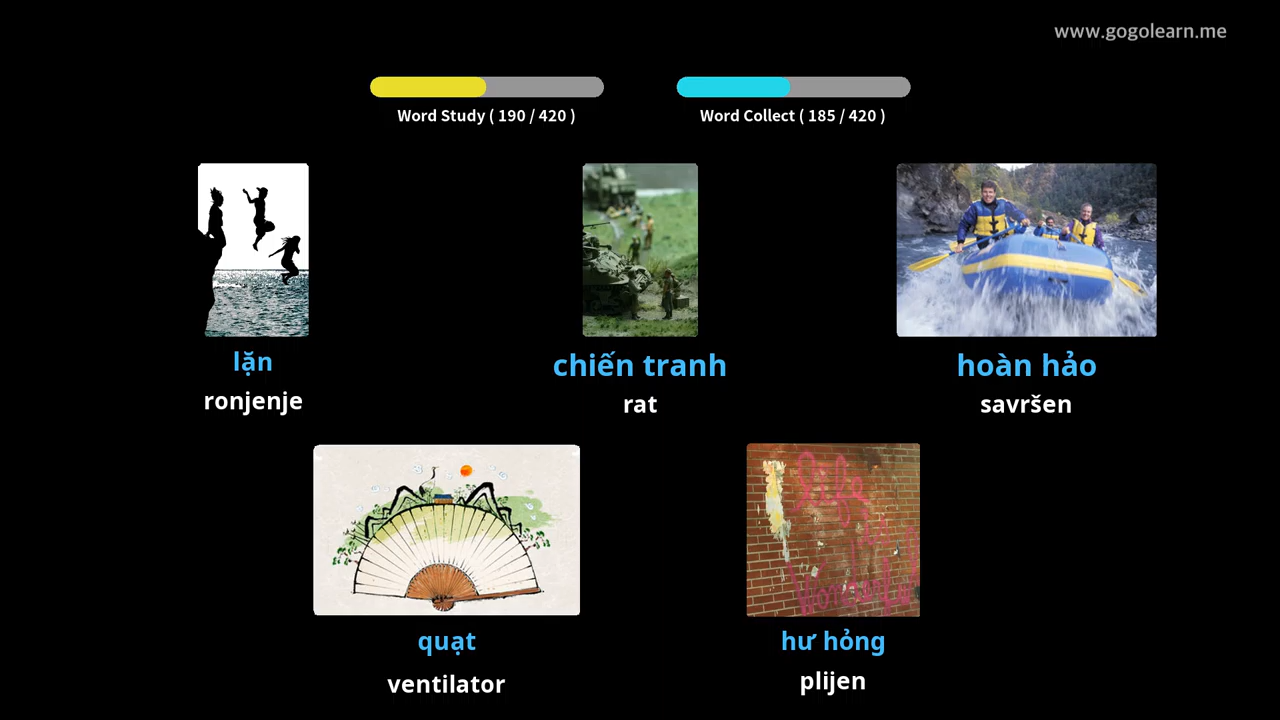 www.gogolearn.me
Word Study ( 190 / 420 )
Word Collect ( 185 / 420 )
lặn
ronjenje
chiến tranh
rat
hoàn hảo
savršen
quạt
ventilator
hư hỏng
plijen